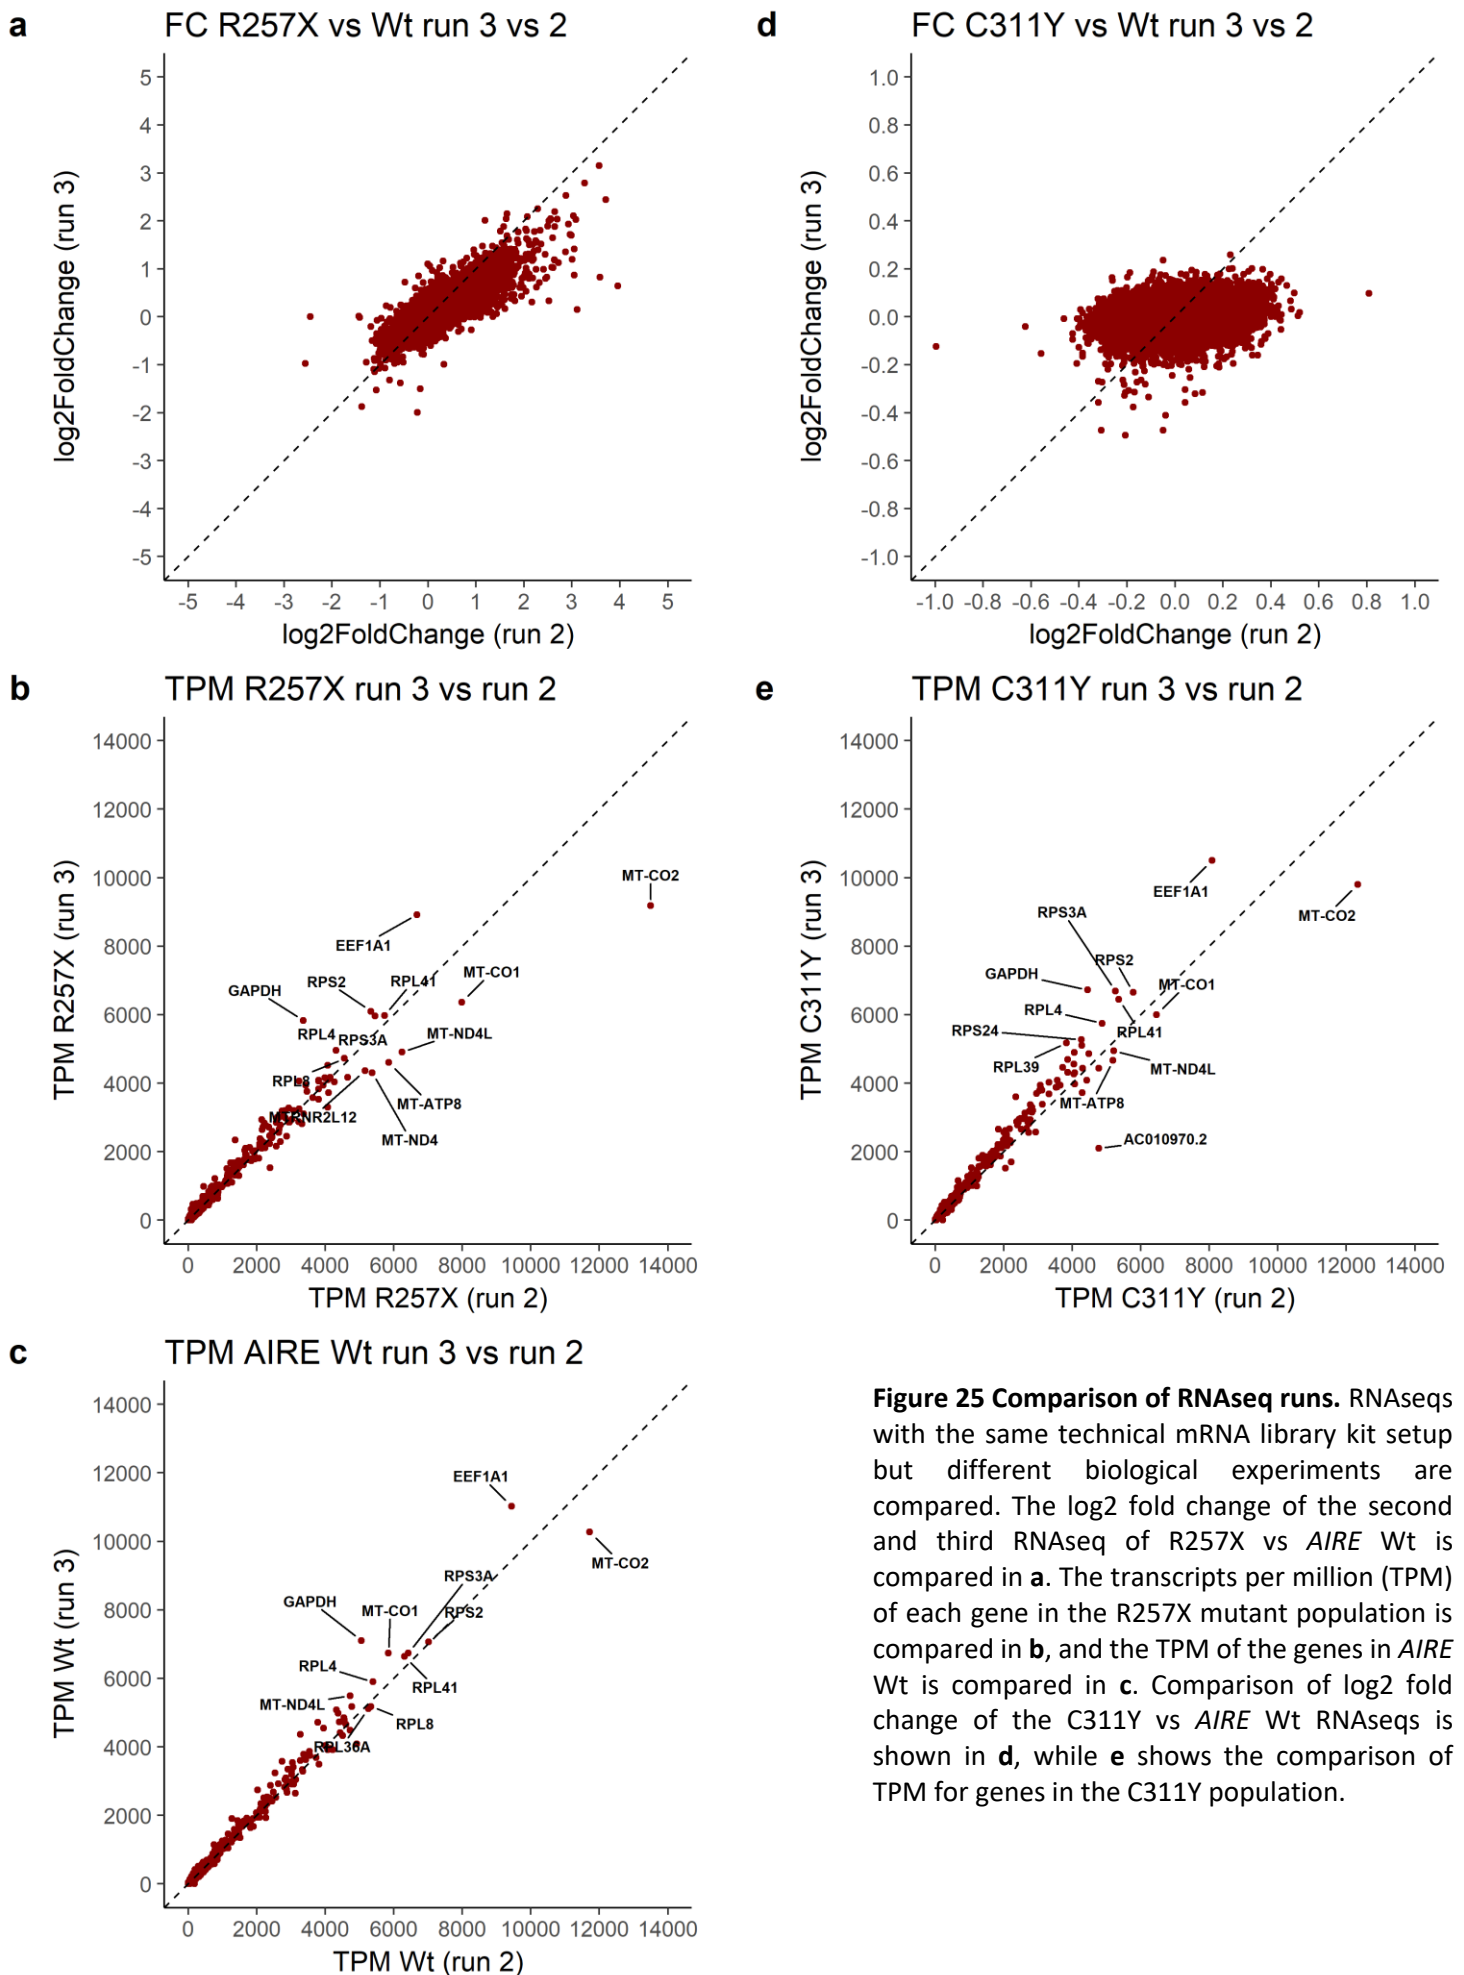 a
FC R257X vs Wt run 3 vs 2
log2FoldChange (run 3)
5
4
3
2
1
0
-1
-2
-3
-4
-5
-5 -4 -3 -2 -1 0 1 2 3 4 5
log2FoldChange (run 2)
d
FC C311Y vs Wt run 3 vs 2
log2FoldChange (run 3)
1.0
0.8
0.6
0.4
0.2
0.0
-0.2
-0.4
-0.6
-0.8
-1.0
-1.0 -0.8 -0.6 -0.4 -0.2 0.0 0.2 0.4 0.6 0.8 1.0
log2FoldChange (run 2)
b
TPM R257X run 3 vs run 2
TPM R257X (run 3)
14000
12000
10000
8000
6000
4000
2000
0
MT-CO2
EEF1A1
MT-CO1
RPS2
RPL41
GAPDH
RPL4
RPS3A
MT-ND4L
RPL8
MT-ATP8
MTRNR2L12
MT-ND4
0 2000 4000 6000 8000 10000 12000 14000
TPM R257X (run 2)
e
TPM C311Y run 3 vs run 2
TPM C311Y (run 3)
14000
12000
10000
8000
6000
4000
2000
0
EEF1A1
MT-CO2
RPS3A
RPS2
GAPDH
MT-CO1
RPL4
RPS24
RPL41
RPL39
MT-ND4L
MT-ATP8
AC010970.2
0 2000 4000 6000 8000 10000 12000 14000
TPM C311Y (run 2)
c
TPM AIRE Wt run 3 vs run 2
TPM Wt (run 3)
14000
12000
10000
8000
6000
4000
2000
0
EEF1A1
MT-CO2
RPS3A
GAPDH
MT-CO1
RPS2
RPL4
RPL41
MT-ND4L
RPL8
RPL36A
0 2000 4000 6000 8000 10000 12000 14000
TPM Wt (run 2)
Figure 25 Comparison of RNAseq runs. RNAseqs
with the same technical mRNA library kit setup
but different biological experiments are
compared. The log2 fold change of the second
and third RNAseq of R257X vs AIRE Wt is
compared in a. The transcripts per million (TPM)
of each gene in the R257X mutant population is
compared in b, and the TPM of the genes in AIRE
Wt is compared in c. Comparison of log2 fold
change of the C311Y vs AIRE Wt RNAseqs is
shown in d, while e shows the comparison of
TPM for genes in the C311Y population.